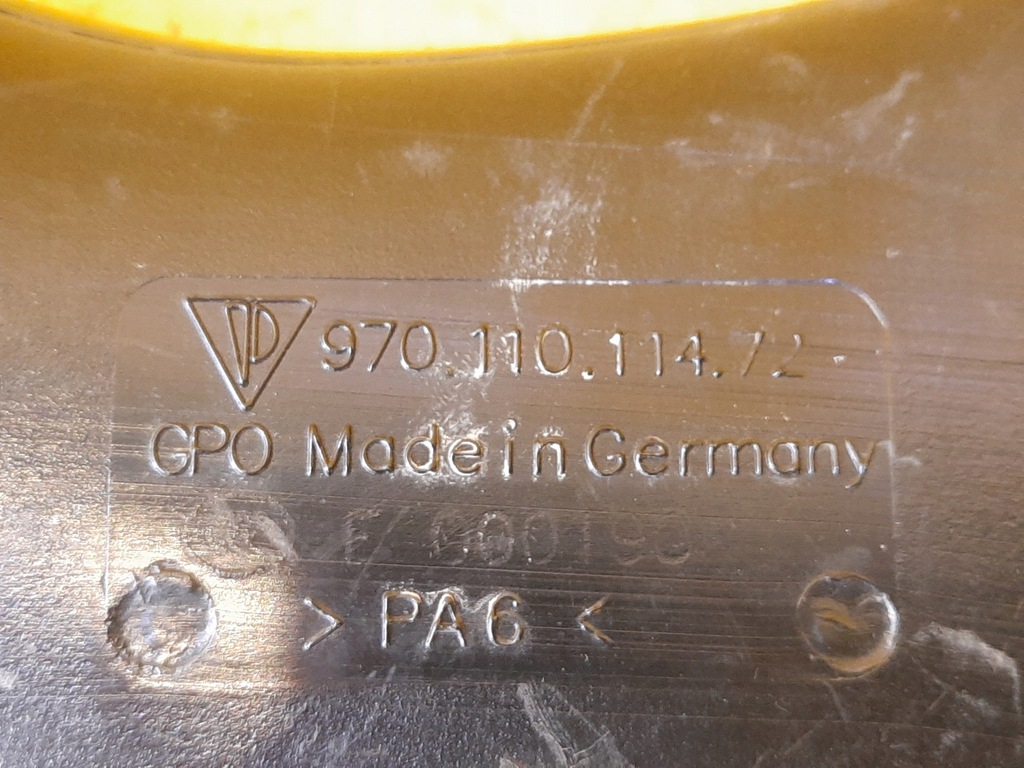 970.110.114.72
GPO Made in Germany
> PA6 <